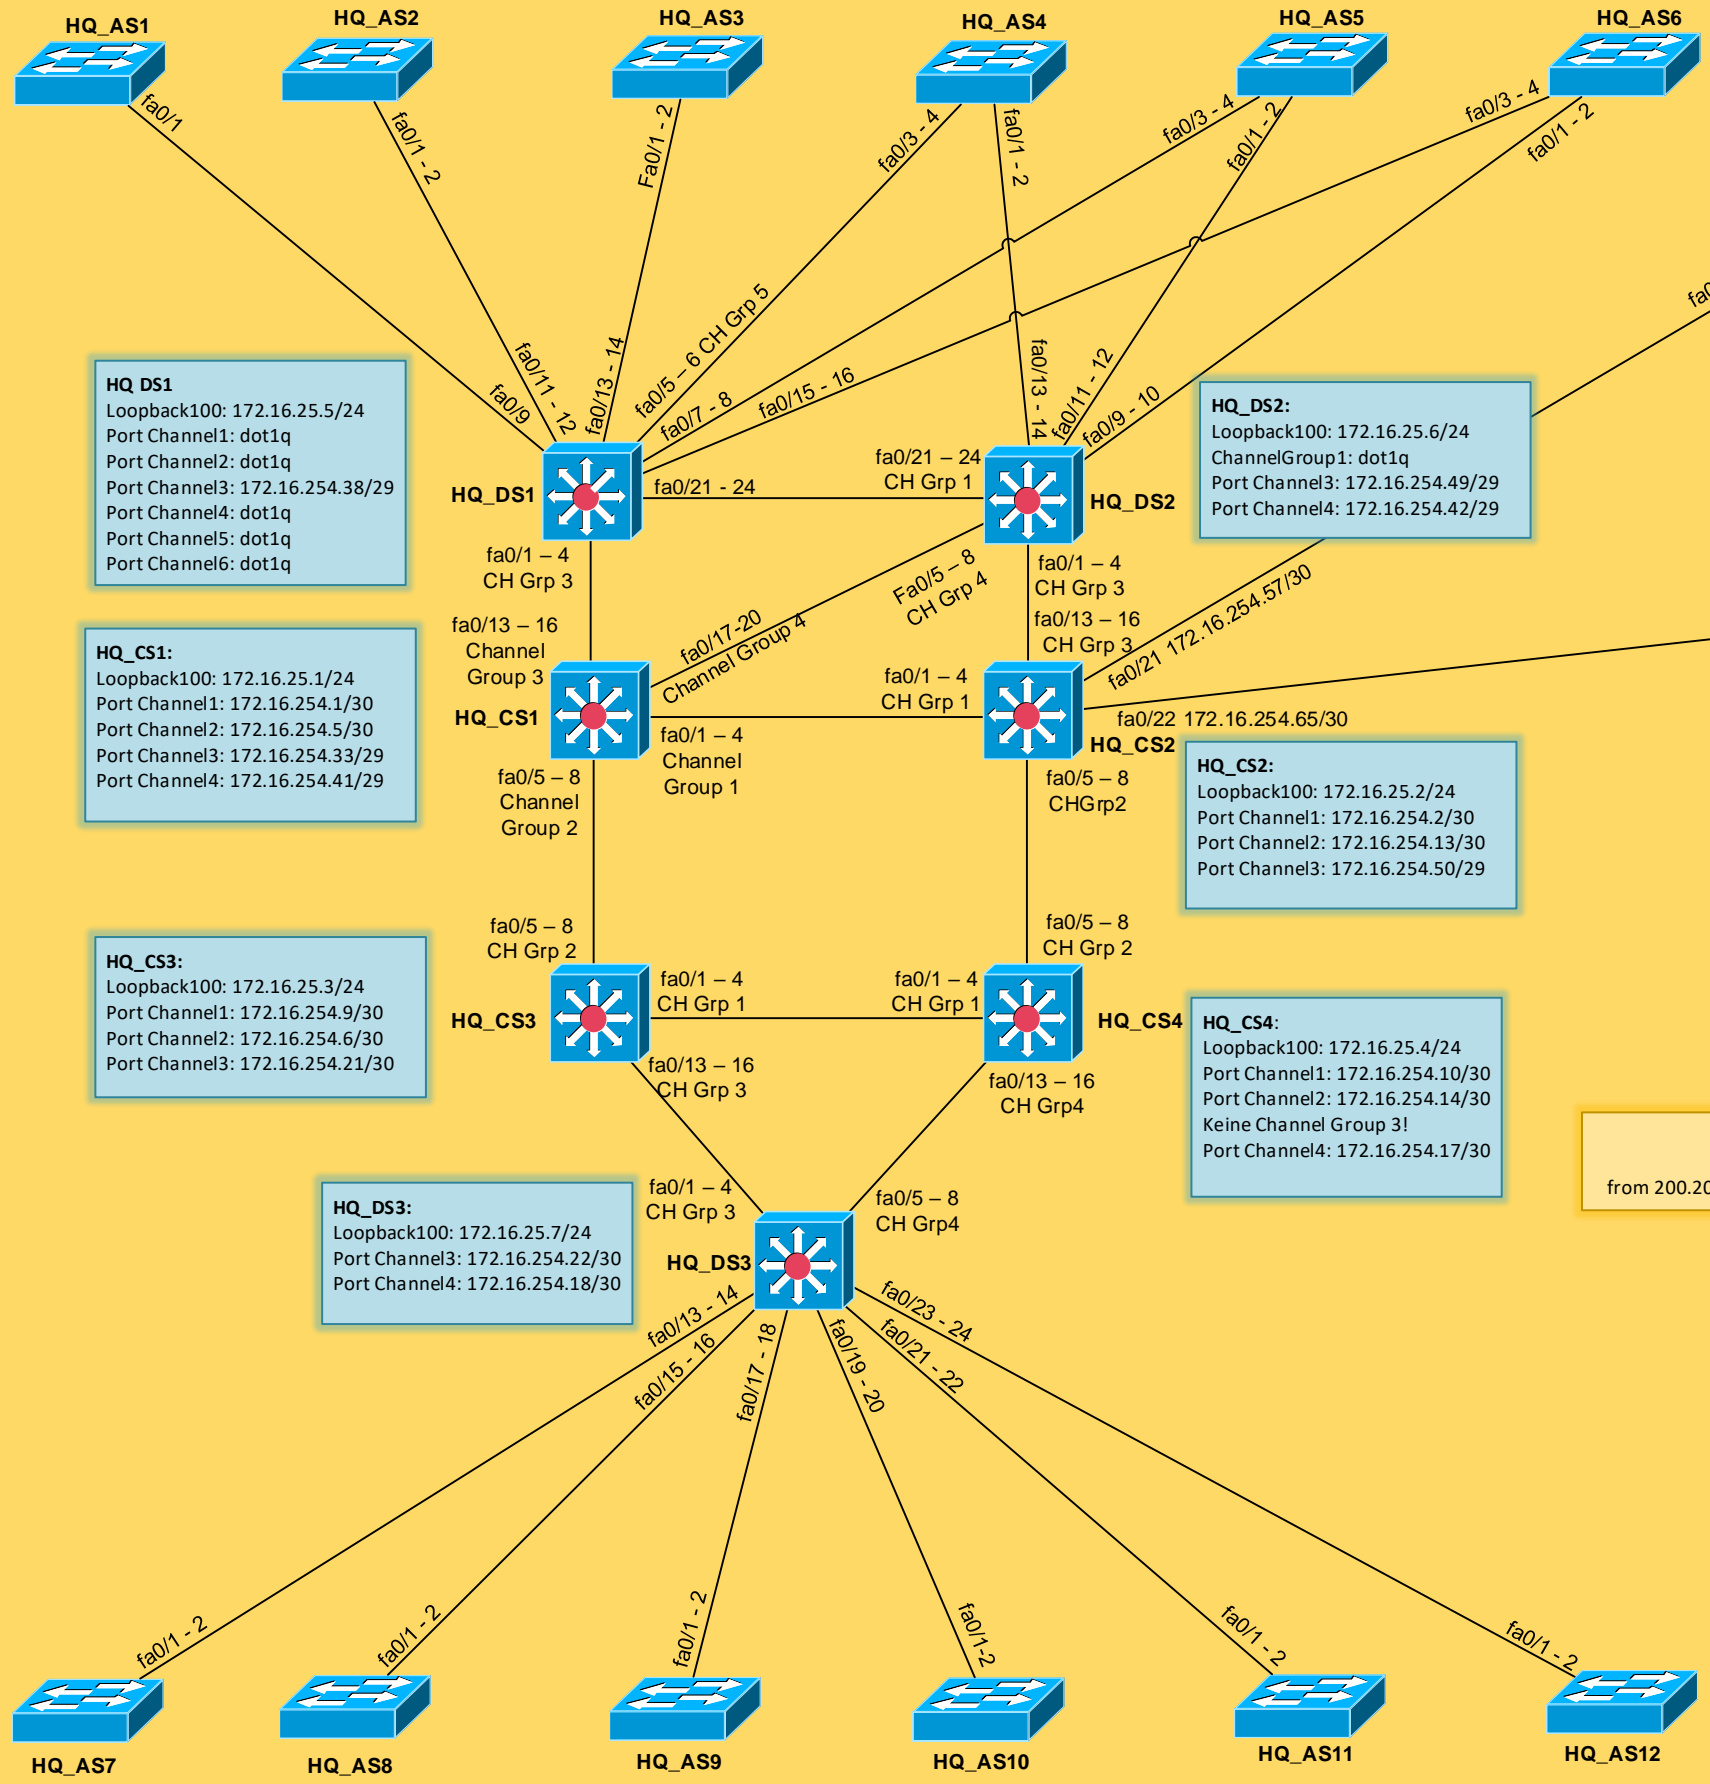 HQ_AS1
HQ_AS2
HQ_AS3
HQ_AS4
HQ_AS5
HQ_AS6
fa0/1
fa0/1 - 2
Fa0/1 - 2
fa0/3 - 4
fa0/1 - 2
fa0/3 - 4
fa0/1 - 2
fa0/3 - 4
fa0/1 - 2
fa0/9
fa0/11 - 12
fa0/13 - 14
fa0/5 – 6 CH Grp 5
fa0/7 - 8
fa0/15 - 16
fa0/13 - 14
fa0/11 - 12
fa0/9 - 10
HQ DS1
Loopback100: 172.16.25.5/24
Port Channel1: dot1q
Port Channel2: dot1q
Port Channel3: 172.16.254.38/29
Port Channel4: dot1q
Port Channel5: dot1q
Port Channel6: dot1q
HQ_DS2:
Loopback100: 172.16.25.6/24
ChannelGroup1: dot1q
Port Channel3: 172.16.254.49/29
Port Channel4: 172.16.254.42/29
HQ_DS1
fa0/21 - 24
fa0/21 – 24
CH Grp 1
HQ_DS2
fa0/1 – 4
CH Grp 3
Fa0/5 – 8
CH Grp 4
fa0/1 – 4
CH Grp 3
fa0/13 – 16
Channel
Group 3
fa0/17-20
Channel Group 4
fa0/13 – 16
CH Grp 3
fa0/21 172.16.254.57/30
HQ_CS1:
Loopback100: 172.16.25.1/24
Port Channel1: 172.16.254.1/30
Port Channel2: 172.16.254.5/30
Port Channel3: 172.16.254.33/29
Port Channel4: 172.16.254.41/29
HQ_CS1
fa0/1 – 4
CH Grp 1
fa0/1 – 4
Channel
Group 1
fa0/22 172.16.254.65/30
HQ_CS2
fa0/5 – 8
Channel
Group 2
fa0/5 – 8
CHGrp2
HQ_CS2:
Loopback100: 172.16.25.2/24
Port Channel1: 172.16.254.2/30
Port Channel2: 172.16.254.13/30
Port Channel3: 172.16.254.50/29
fa0/5 – 8
CH Grp 2
fa0/5 – 8
CH Grp 2
HQ_CS3:
Loopback100: 172.16.25.3/24
Port Channel1: 172.16.254.9/30
Port Channel2: 172.16.254.6/30
Port Channel3: 172.16.254.21/30
HQ_CS3
fa0/1 – 4
CH Grp 1
fa0/1 – 4
CH Grp 1
HQ_CS4
HQ_CS4:
Loopback100: 172.16.25.4/24
Port Channel1: 172.16.254.10/30
Port Channel2: 172.16.254.14/30
Keine Channel Group 3!
Port Channel4: 172.16.254.17/30
fa0/13 – 16
CH Grp 3
fa0/13 – 16
CH Grp4
from 200.20
HQ_DS3:
Loopback100: 172.16.25.7/24
Port Channel3: 172.16.254.22/30
Port Channel4: 172.16.254.18/30
fa0/1 – 4
CH Grp 3
fa0/5 – 8
CH Grp4
HQ_DS3
fa0/13 - 14
fa0/15 - 16
fa0/17 - 18
fa0/19 - 20
fa0/21 - 22
fa0/23 - 24
fa0/1 - 2
fa0/1 - 2
fa0/1 - 2
fa0/1-2
fa0/1 - 2
fa0/1 - 2
HQ_AS7
HQ_AS8
HQ_AS9
HQ_AS10
HQ_AS11
HQ_AS12